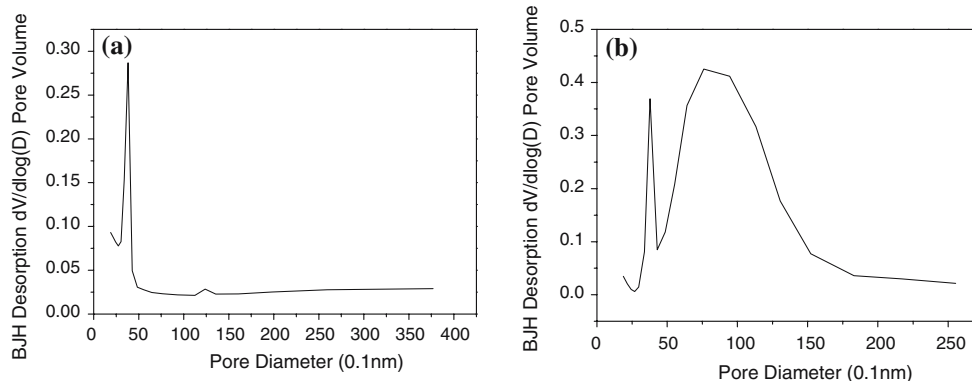 (a)
BJH Desorption dV/dlog(D) Pore Volume
0.30
0.25
0.20
0.15
0.10
0.05
0.00
0 50 100 150 200 250 300 350 400
Pore Diameter (0.1nm)
(b)
BJH Desorption dV/dlog(D) Pore Volume
0.5
0.4
0.3
0.2
0.1
0.0
0 50 100 150 200 250
Pore Diameter (0.1nm)